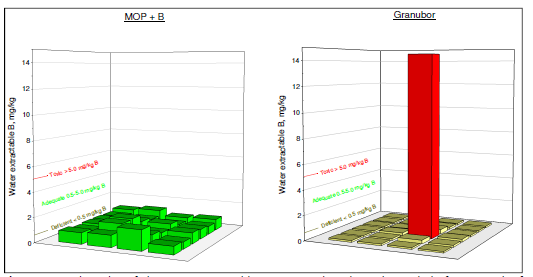 MOP + B
Granubor
Water extractable B, mg/kg
14
12
10
8
6
4
2
0
Toxic > 5.0 mg/kg B
Adequate 0.5-5.0 mg/kg B
Deficient < 0.5 mg/kg B
Water extractable B, mg/kg
14
12
10
8
6
4
2
0
Toxic > 5.0 mg/kg B
Adequate 0.5-5.0 mg/kg B
Deficient < 0.5 mg/kg B